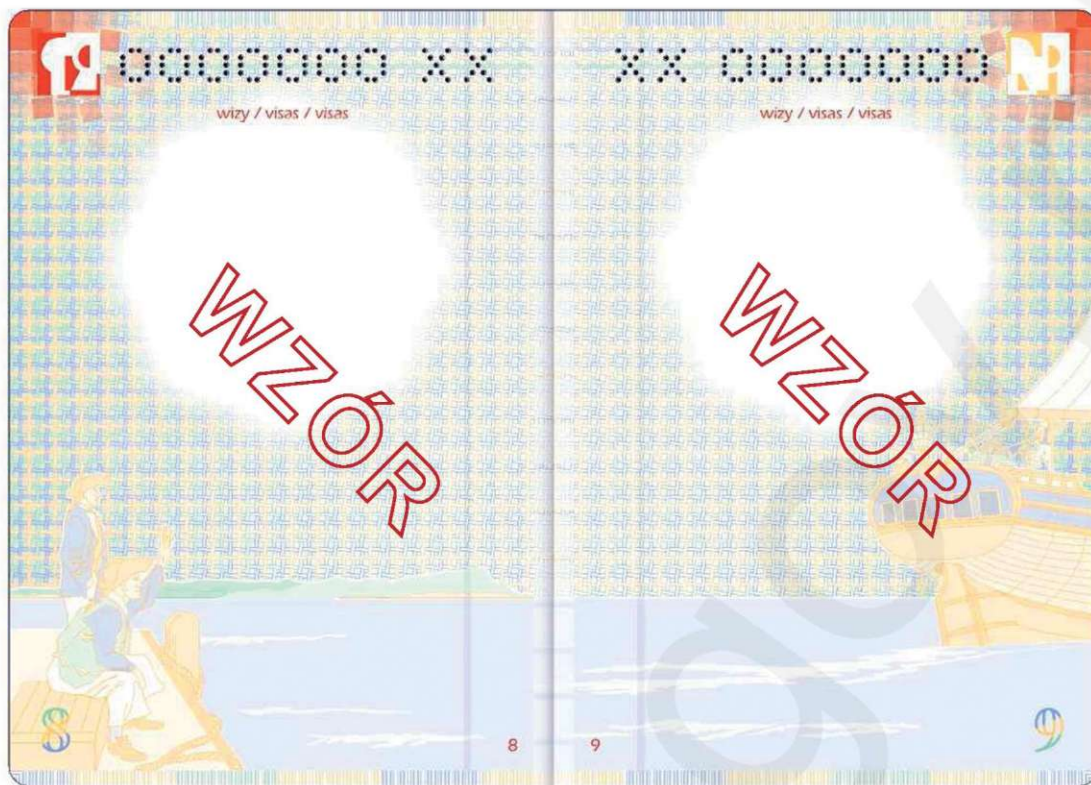 0000000 XX
wizy / visas / visas
WZÓR
8
8
XX 0000000
wizy / visas / visas
WZÓR
9
9